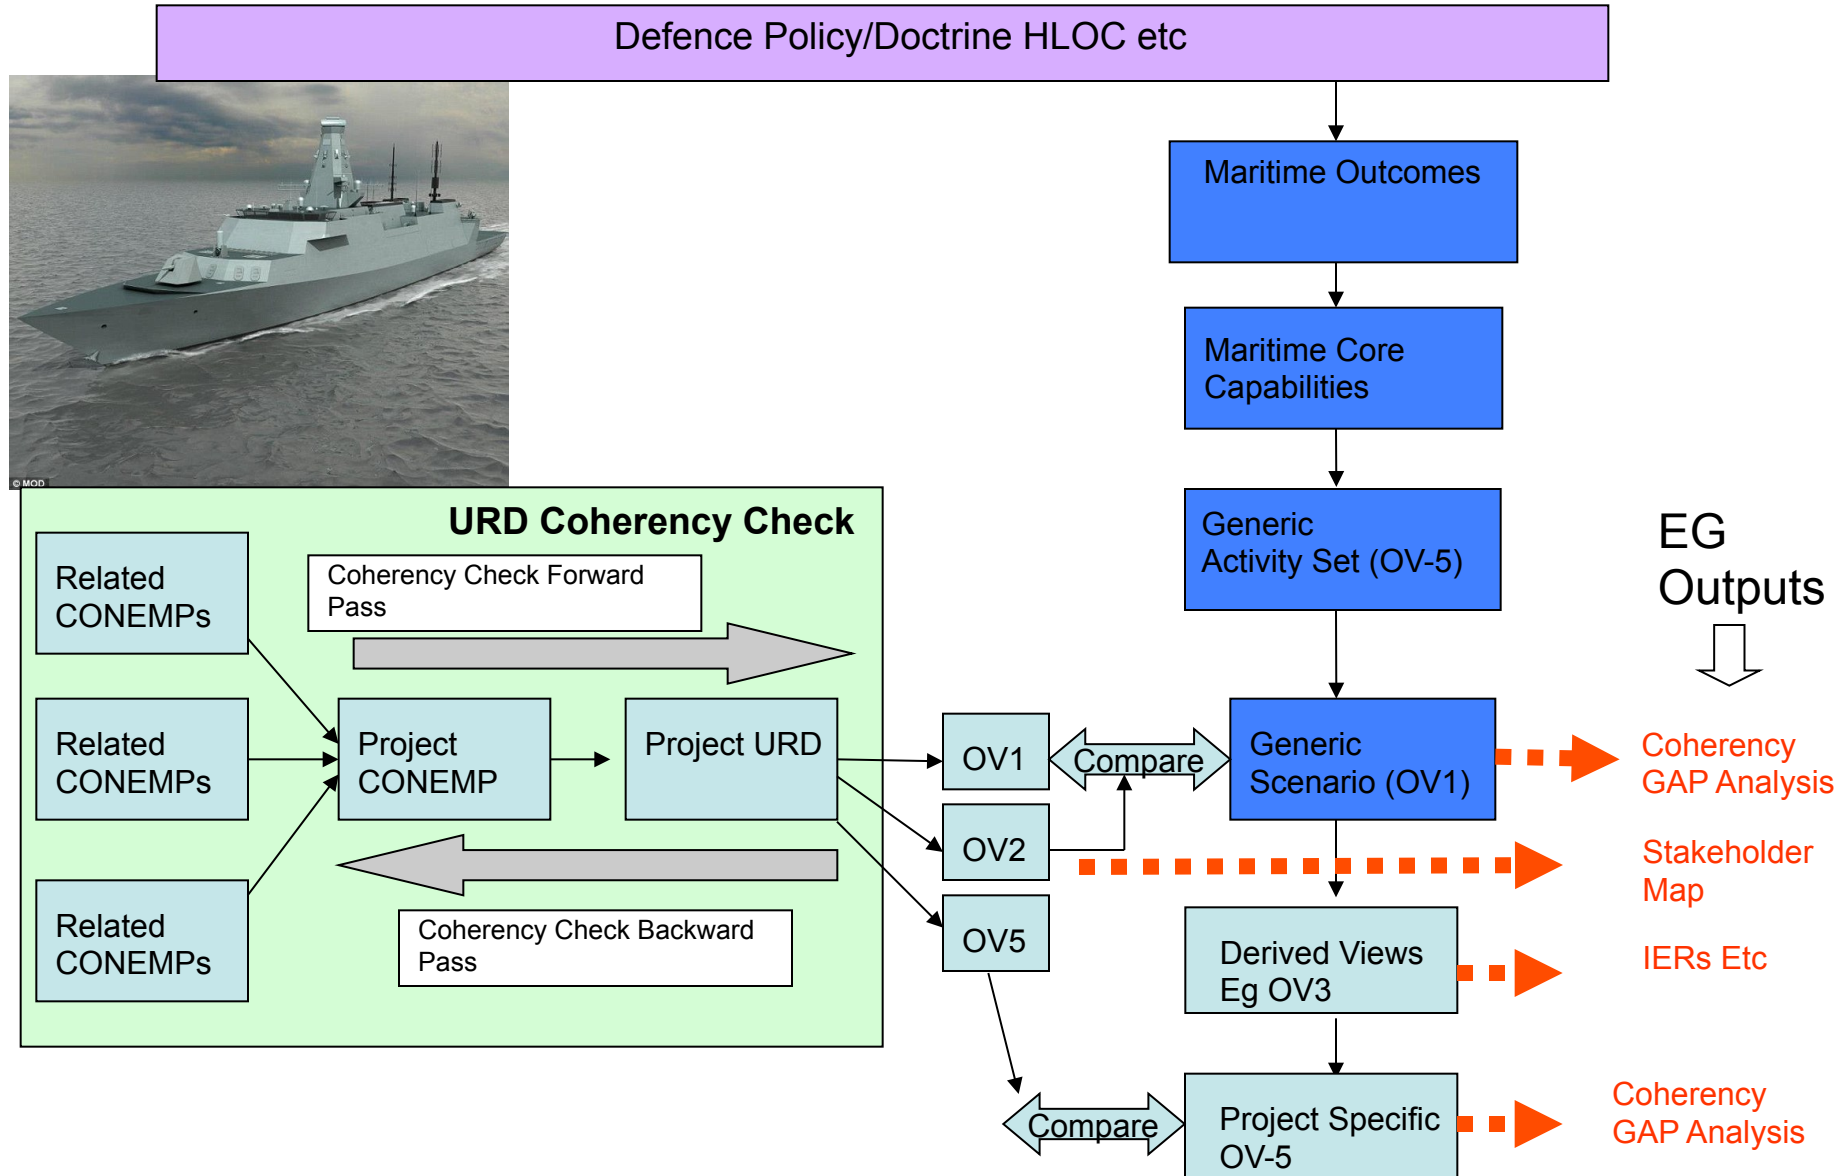 Defence Policy/Doctrine HLOC etc
Maritime Outcomes
Maritime Core
Capabilities
© MOD
URD Coherency Check
Generic
Activity Set (OV-5)
EG
Outputs
Related
CONEMPs
Coherency Check Forward
Pass
Related
CONEMPs
Project
CONEMP
Project URD
OV1
Compare
Generic
Scenario (OV1)
Coherency
GAP Analysis
OV2
Stakeholder
Map
Related
CONEMPs
Coherency Check Backward
Pass
OV5
Derived Views
Eg OV3
IERs Etc
Compare
Project Specific
OV-5
Coherency
GAP Analysis